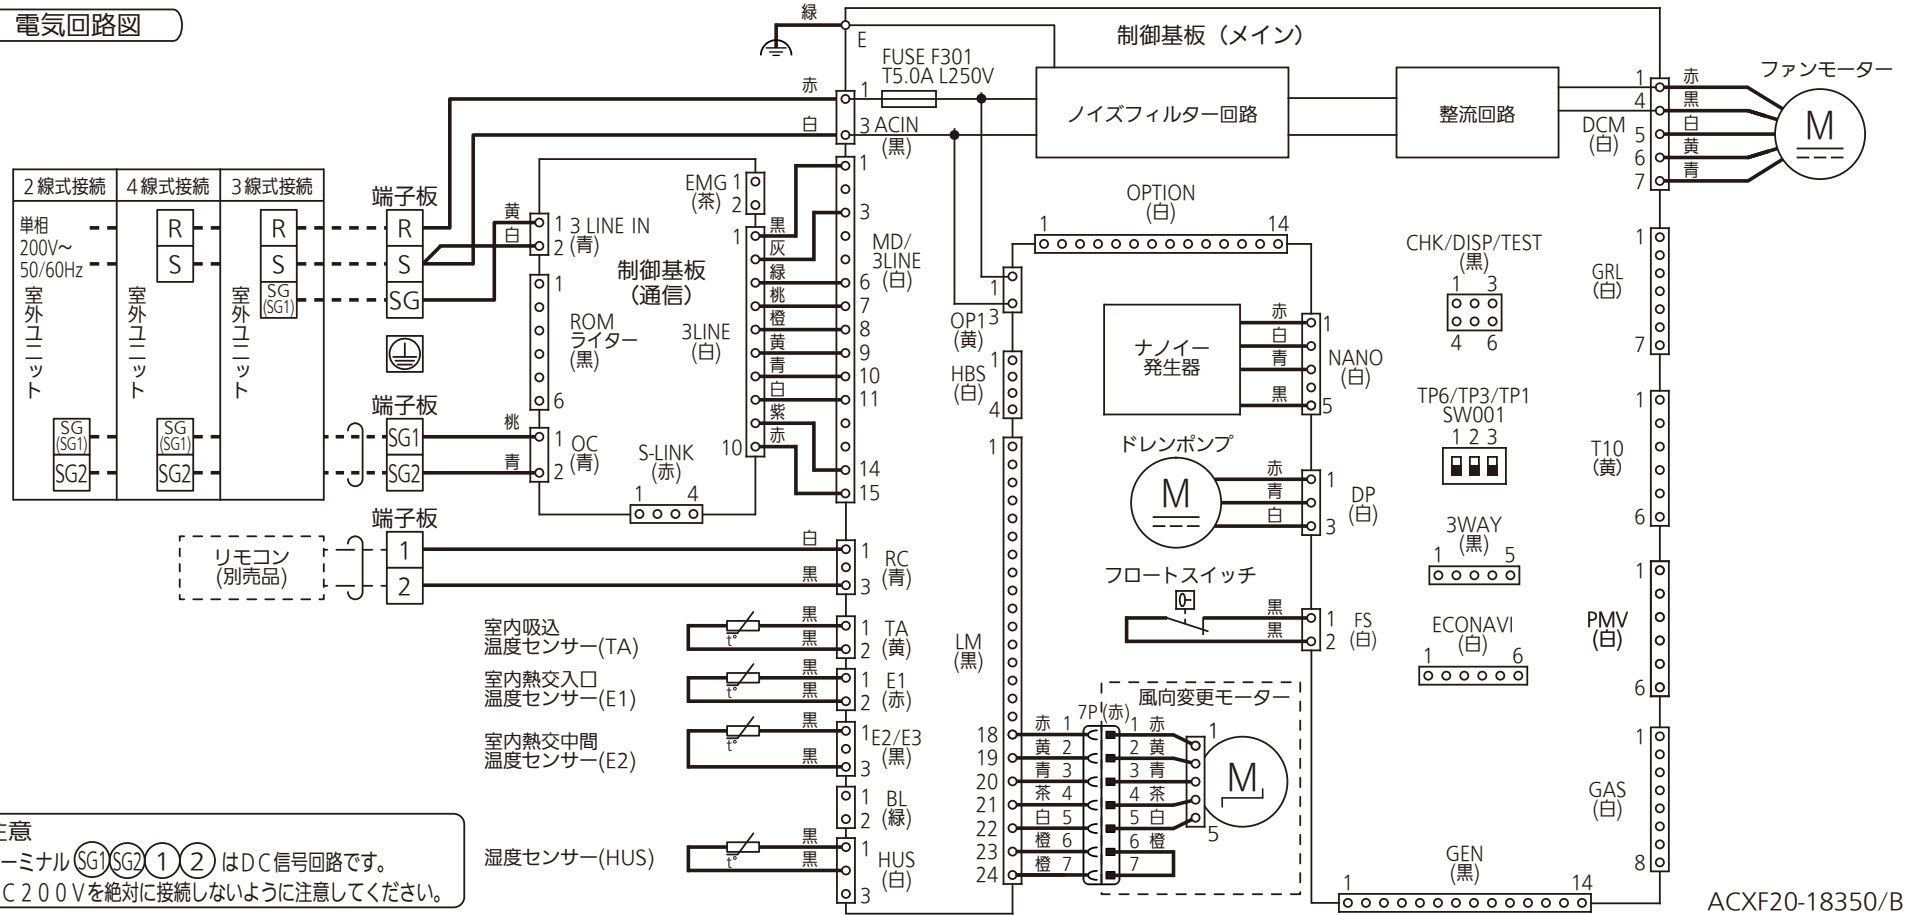 電気回路図
緑
E
制御基板（メイン）
FUSE F301
T5.0A L250V
赤
1
白
3 ACIN
(黒)
ノイズフィルター回路
整流回路
ファンモーター
1 赤
4 黒
DCM
(白)
5 白
6 黄
7 青
M
2線式接続
4線式接続
3線式接続
単相
200V～
50/60Hz
室外ユニット
室外ユニット
室外ユニット
R
S
R
S
SG
(SG1)
SG
(SG1)
SG2
SG
(SG1)
SG2
端子板
R
S
SG
端子板
SG1
SG2
端子板
1
2
リモコン
(別売品)
黄
白
1 3 LINE IN
2 (青)
EMG 1
(茶) 2
制御基板
（通信）
1
ROM
ライター
(黒)
6
桃
青
1 OC
2 (青)
S-LINK
(赤)
1 4
3LINE
(白)
1
10
黒
灰
緑
桃
橙
黄
青
白
紫
赤
1
3
MD/
3LINE
(白)
6
7
8
9
10
11
14
15
白
黒
1
3
RC
(青)
室内吸込
温度センサー(TA)
t°
黒
黒
1 TA
2 (黄)
室内熱交入口
温度センサー(E1)
t°
黒
黒
1 E1
2 (赤)
室内熱交中間
温度センサー(E2)
t°
黒
黒
1 E2/E3
(黒)
3
1 BL
2 (緑)
湿度センサー(HUS)
t°
黒
黒
1 HUS
(白)
3
OPTION
(白)
1 14
1
OP1 3
(黄)
1
HBS
(白)
4
1
LM
(黒)
18
19
20
21
22
23
24
赤 1
黄 2
青 3
茶 4
白 5
橙 6
橙 7
7P (赤)
1 赤
2 黄
3 青
4 茶
5 白
6 橙
7
風向変更モーター
1
M
5
ナノイー
発生器
赤
白
青
黒
1
NANO
(白)
5
ドレンポンプ
M
赤
青
白
1
DP
(白)
3
フロートスイッチ
黒
黒
1 FS
2 (白)
CHK/DISP/TEST
(黒)
1 3
4 6
TP6/TP3/TP1
SW001
1 2 3
3WAY
(黒)
1 5
ECONAVI
(白)
1 6
GEN
(黒)
1 14
1
GRL
(白)
7
1
T10
(黄)
6
1
PMV
(白)
6
1
GAS
(白)
8
意
ーミナル SG1 SG2 1 2 はDC信号回路です。
C200Vを絶対に接続しないように注意してください。
ACXF20-18350/B